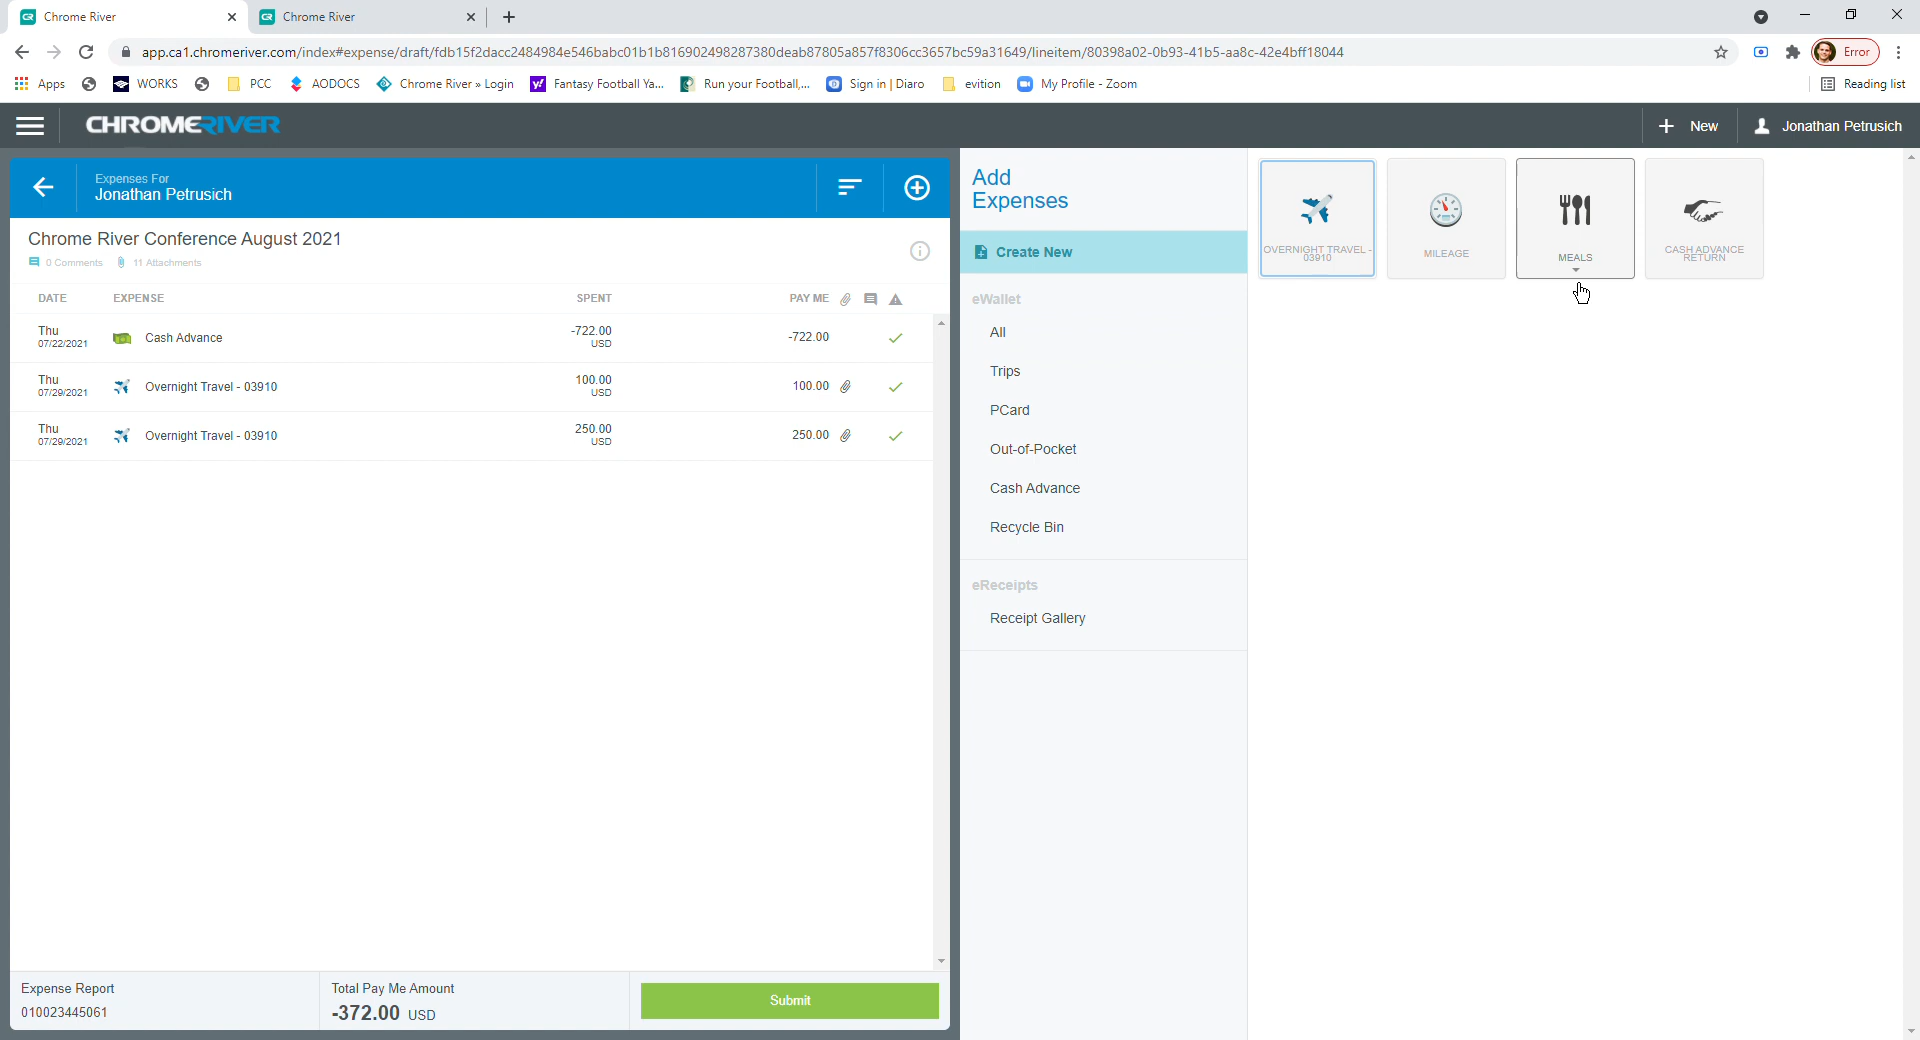 Chrome River
Chrome River
app.ca1.chromeriver.com/index#expense/draft/fdb15f2dacc2484984e546babc01b1b816902498287380deab87805a857f8306cc3657bc59a31649/lineitem/80398a02-0b93-41b5-aa8c-42e4bff18044
Error
Apps
WORKS
PCC
AODOCS
Chrome River » Login
Fantasy Football Ya...
Run your Football,...
Sign in | Diaro
evition
My Profile - Zoom
Reading list
CHROMERIVER
New
Jonathan Petrusich
Expenses For
Jonathan Petrusich
Chrome River Conference August 2021
0 Comments 11 Attachments
DATE EXPENSE SPENT PAY ME
Thu
07/22/2021
Cash Advance
-722.00
USD
-722.00
Thu
07/29/2021
Overnight Travel - 03910
100.00
USD
100.00
Thu
07/29/2021
Overnight Travel - 03910
250.00
USD
250.00
Expense Report
010023445061
Total Pay Me Amount
-372.00 USD
Submit
Add
Expenses
Create New
eWallet
All
Trips
PCard
Out-of-Pocket
Cash Advance
Recycle Bin
eReceipts
Receipt Gallery
OVERNIGHT TRAVEL -
03910
MILEAGE
MEALS
CASH ADVANCE
RETURN